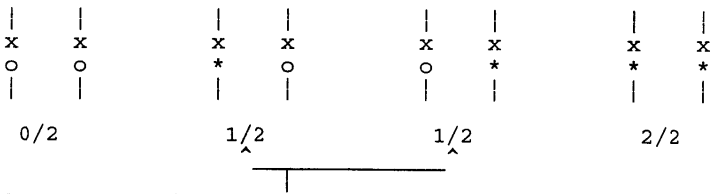 | | | | | | | |
x x x x x x x x
o o * o o * * *
| | | | | | | |
0/2 1/2 1/2 2/2
^ ^